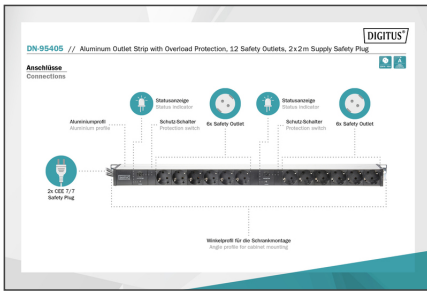 DIGITUS®
DN-95405 // Aluminum Outlet Strip with Overload Protection, 12 Safety Outlets, 2x2m Supply Safety Plug
Anschlüsse
Connections
Statusanzeige
Status indicator
Statusanzeige
Status indicator
Aluminiumprofil
Aluminium profile
Schutz-Schalter
Protection switch
6x Safety Outlet
Schutz-Schalter
Protection switch
6x Safety Outlet
2x CEE 7/7
Safety Plug
DIGITUS
Winkelprofil für die Schrankmontage
Angle profile for cabinet mounting